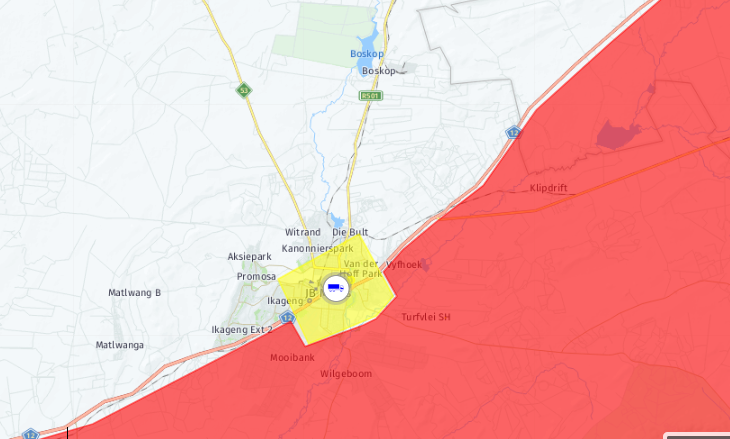 Boskop
Boskop
53
R501
12
Klipdrift
Witrand
Die Bult
Kanonnierspark
Aksiepark
Van der
Hoff Park
Vyfhoek
Promosa
Matlwang B
JB
Ikageng
12
Turfvlei SH
Ikageng Ext 2
Matlwanga
Mooibank
Wilgeboom
12